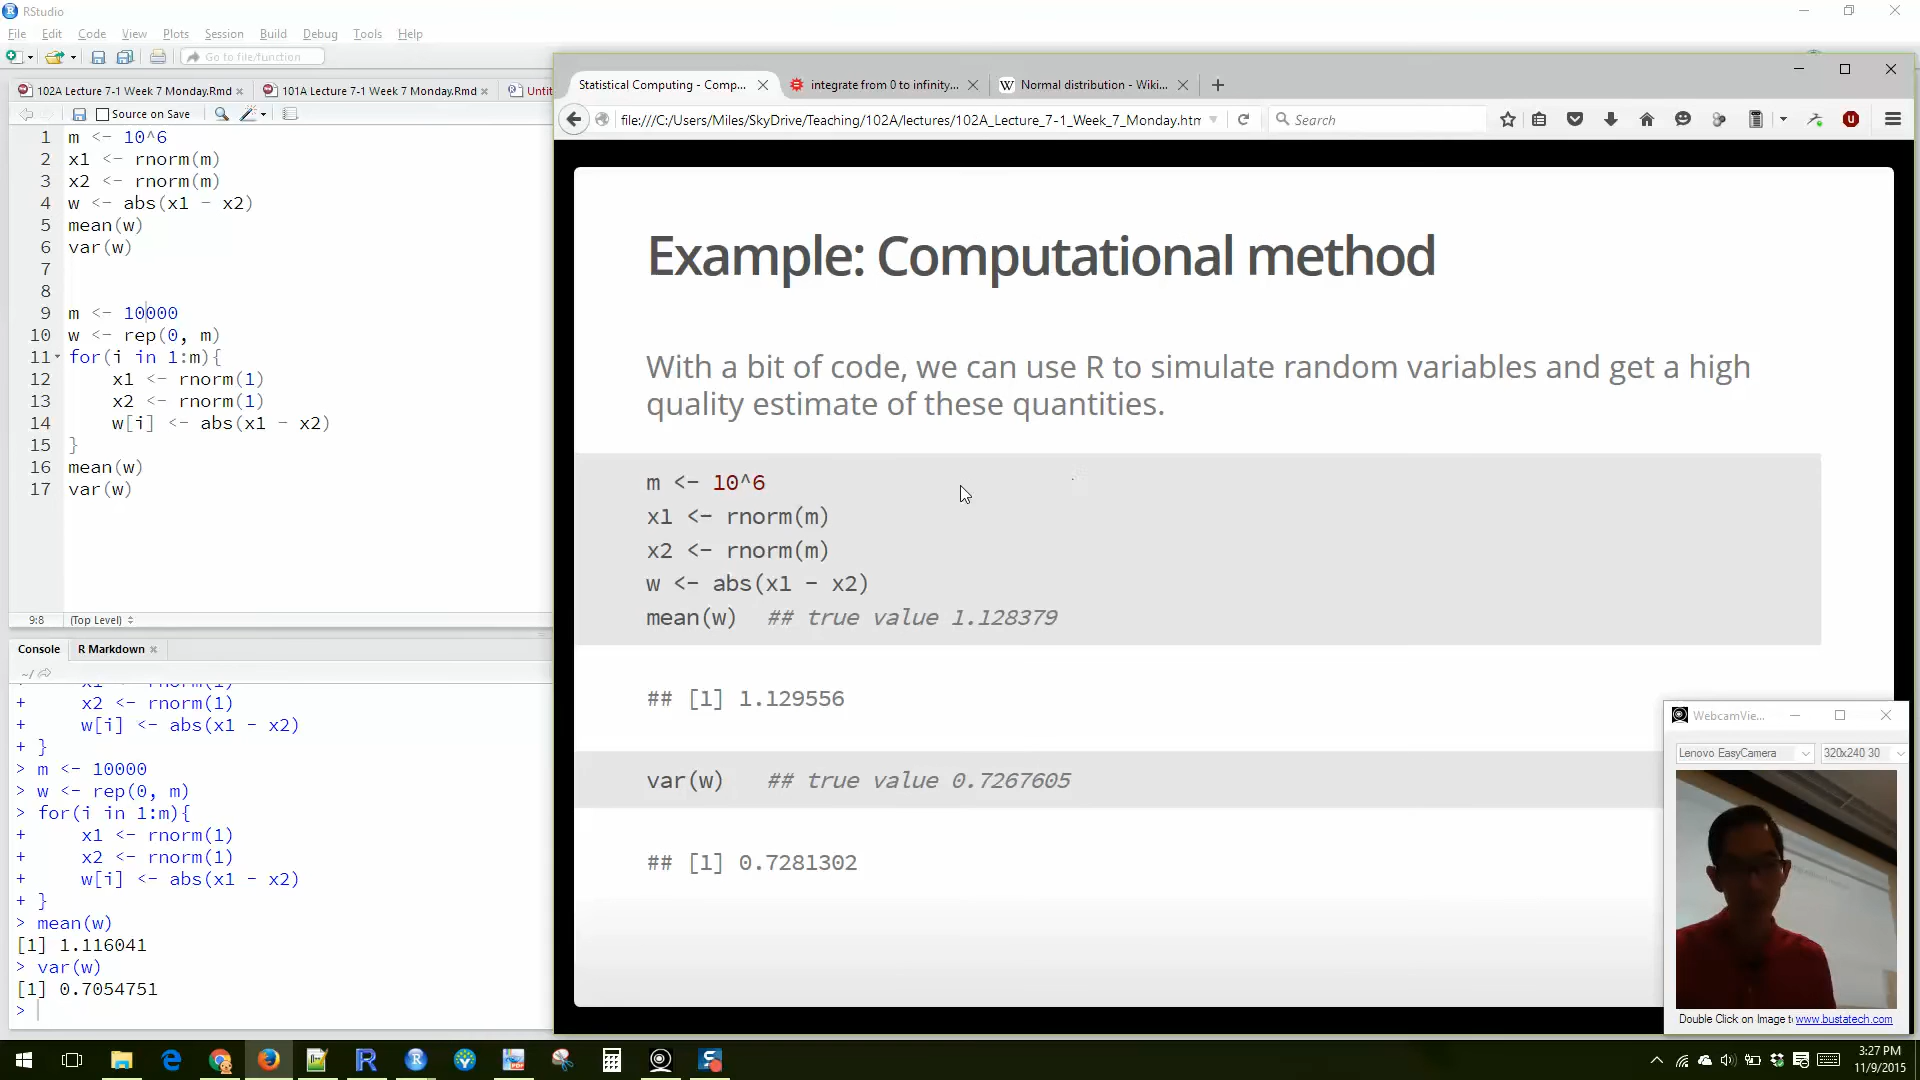 RStudio
File Edit Code View Plots Session Build Debug Tools Help
Go to file/function
102A Lecture 7-1 Week 7 Monday.Rmd 101A Lecture 7-1 Week 7 Monday.Rmd Untit
Source on Save
1 m <- 10^6
2 x1 <- rnorm(m)
3 x2 <- rnorm(m)
4 w <- abs(x1 - x2)
5 mean(w)
6 var(w)
7
8
9 m <- 10000
10 w <- rep(0, m)
11 for(i in 1:m){
12 x1 <- rnorm(1)
13 x2 <- rnorm(1)
14 w[i] <- abs(x1 - x2)
15 }
16 mean(w)
17 var(w)
9:8 (Top Level)
Console R Markdown
~/
+ x1 <- rnorm(1)
+ x2 <- rnorm(1)
+ w[i] <- abs(x1 - x2)
+ }
> m <- 10000
> w <- rep(0, m)
> for(i in 1:m){
+ x1 <- rnorm(1)
+ x2 <- rnorm(1)
+ w[i] <- abs(x1 - x2)
+ }
> mean(w)
[1] 1.116041
> var(w)
[1] 0.7054751
>
Statistical Computing - Comp... integrate from 0 to infinity... Normal distribution - Wiki...
file:///C:/Users/Miles/SkyDrive/Teaching/102A/lectures/102A_Lecture_7-1_Week_7_Monday.htm
Search
Example: Computational method
With a bit of code, we can use R to simulate random variables and get a high
quality estimate of these quantities.
m <- 10^6
x1 <- rnorm(m)
x2 <- rnorm(m)
w <- abs(x1 - x2)
mean(w) ## true value 1.128379
## [1] 1.129556
var(w) ## true value 0.7267605
## [1] 0.7281302
WebcamVie...
Lenovo EasyCamera 320x240 30
Double Click on Image t www.bustatech.com
3:27 PM
11/9/2015